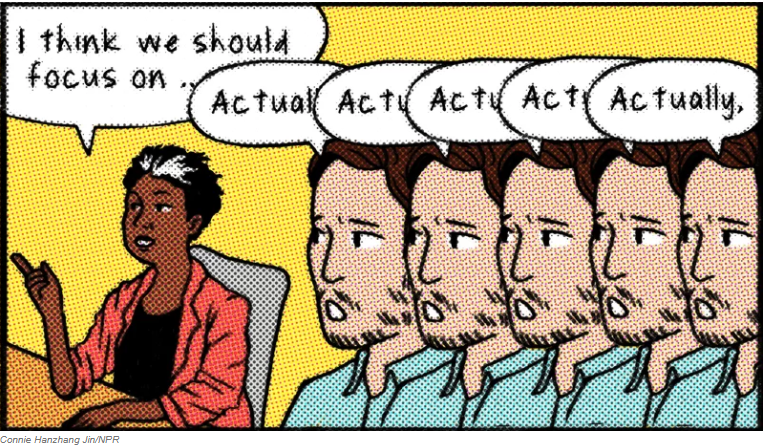 I think we should
focus on ..
Actual
Actu
Actu
Act
Actually,
Connie Hanzhang Jin/NPR